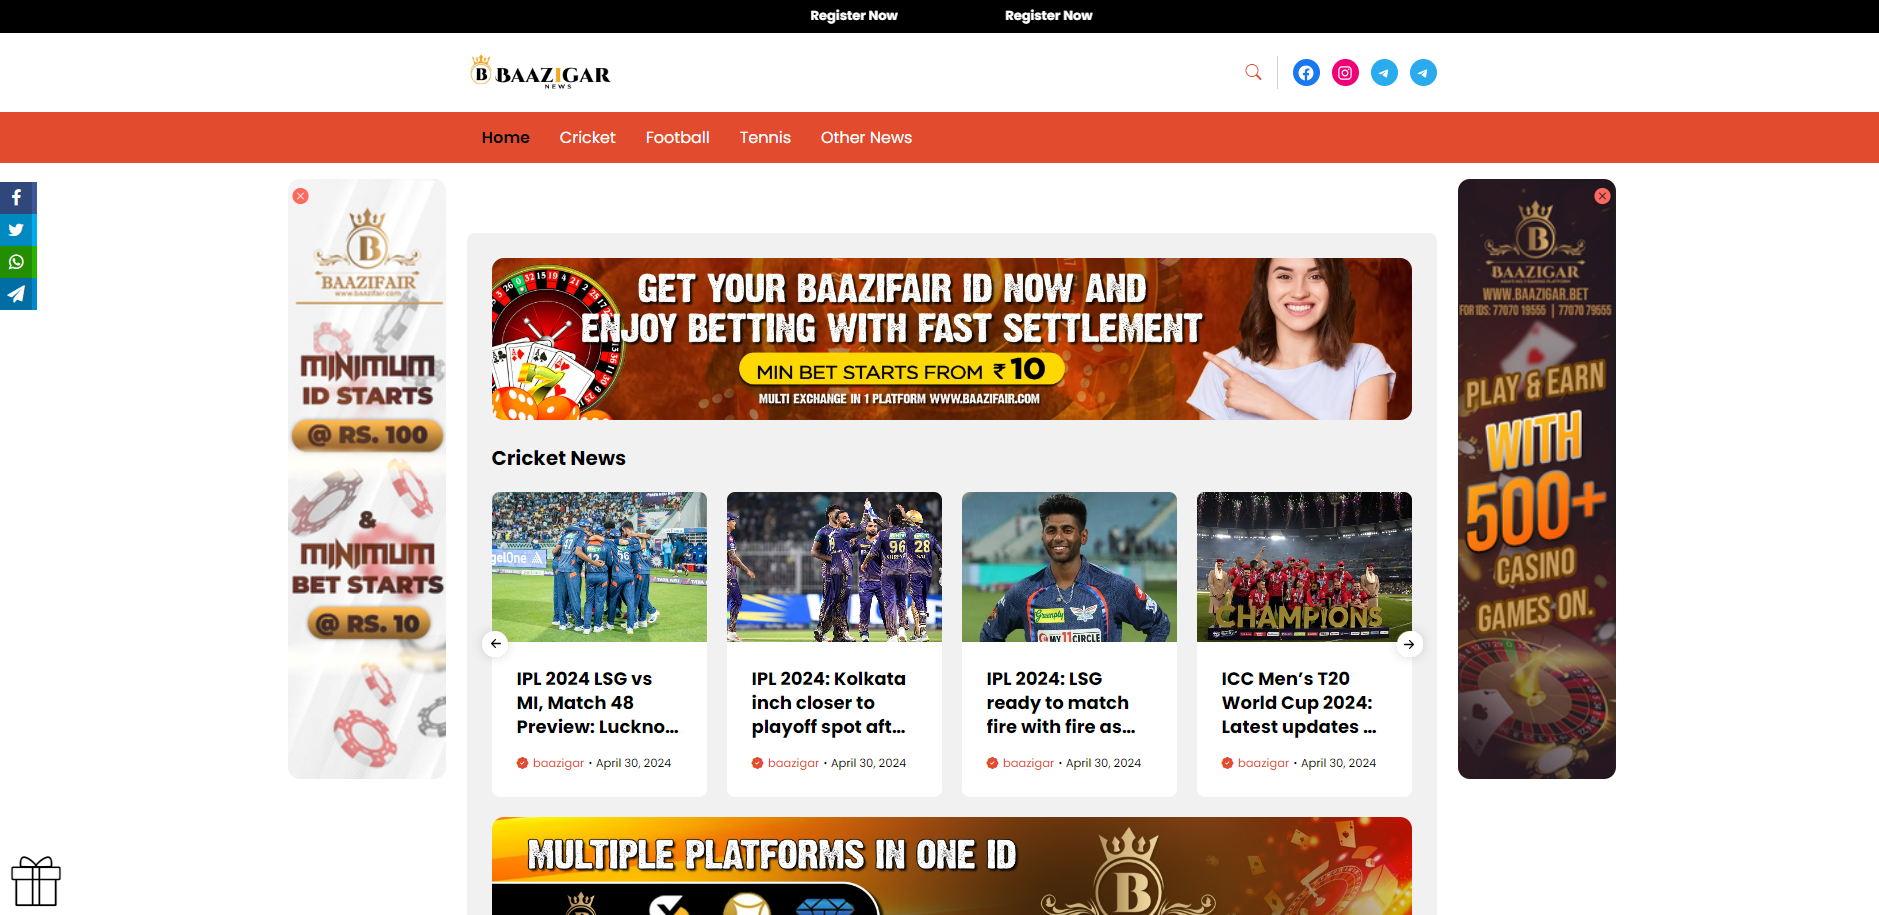 Register Now
Register Now
B BAAZIGAR
NEWS
Home
Cricket
Football
Tennis
Other News
B
BAAZIFAIR
www.baazifair.com
MINIMUM
ID STARTS
@ RS. 100
&
MINIMUM
BET STARTS
@ RS. 10
GET YOUR BAAZIFAIR ID NOW AND
ENJOY BETTING WITH FAST SETTLEMENT
MIN BET STARTS FROM ₹ 10
MULTI EXCHANGE IN 1 PLATFORM WWW.BAAZIFAIR.COM
Cricket News
IPL 2024 LSG vs
MI, Match 48
Preview: Luckno...
baazigar • April 30, 2024
96 28
IPL 2024: Kolkata
inch closer to
playoff spot aft...
baazigar • April 30, 2024
Greenply
MY11CIRCLE
IPL 2024: LSG
ready to match
fire with fire as...
baazigar • April 30, 2024
CHAMPIONS
ICC Men’s T20
World Cup 2024:
Latest updates ...
baazigar • April 30, 2024
MULTIPLE PLATFORMS IN ONE ID
B
B
BAAZIGAR
WWW.BAAZIGAR.BET
FOR IDS: 77070 19555 | 77070 79555
PLAY & EARN
WITH
500+
CASINO
GAMES ON.